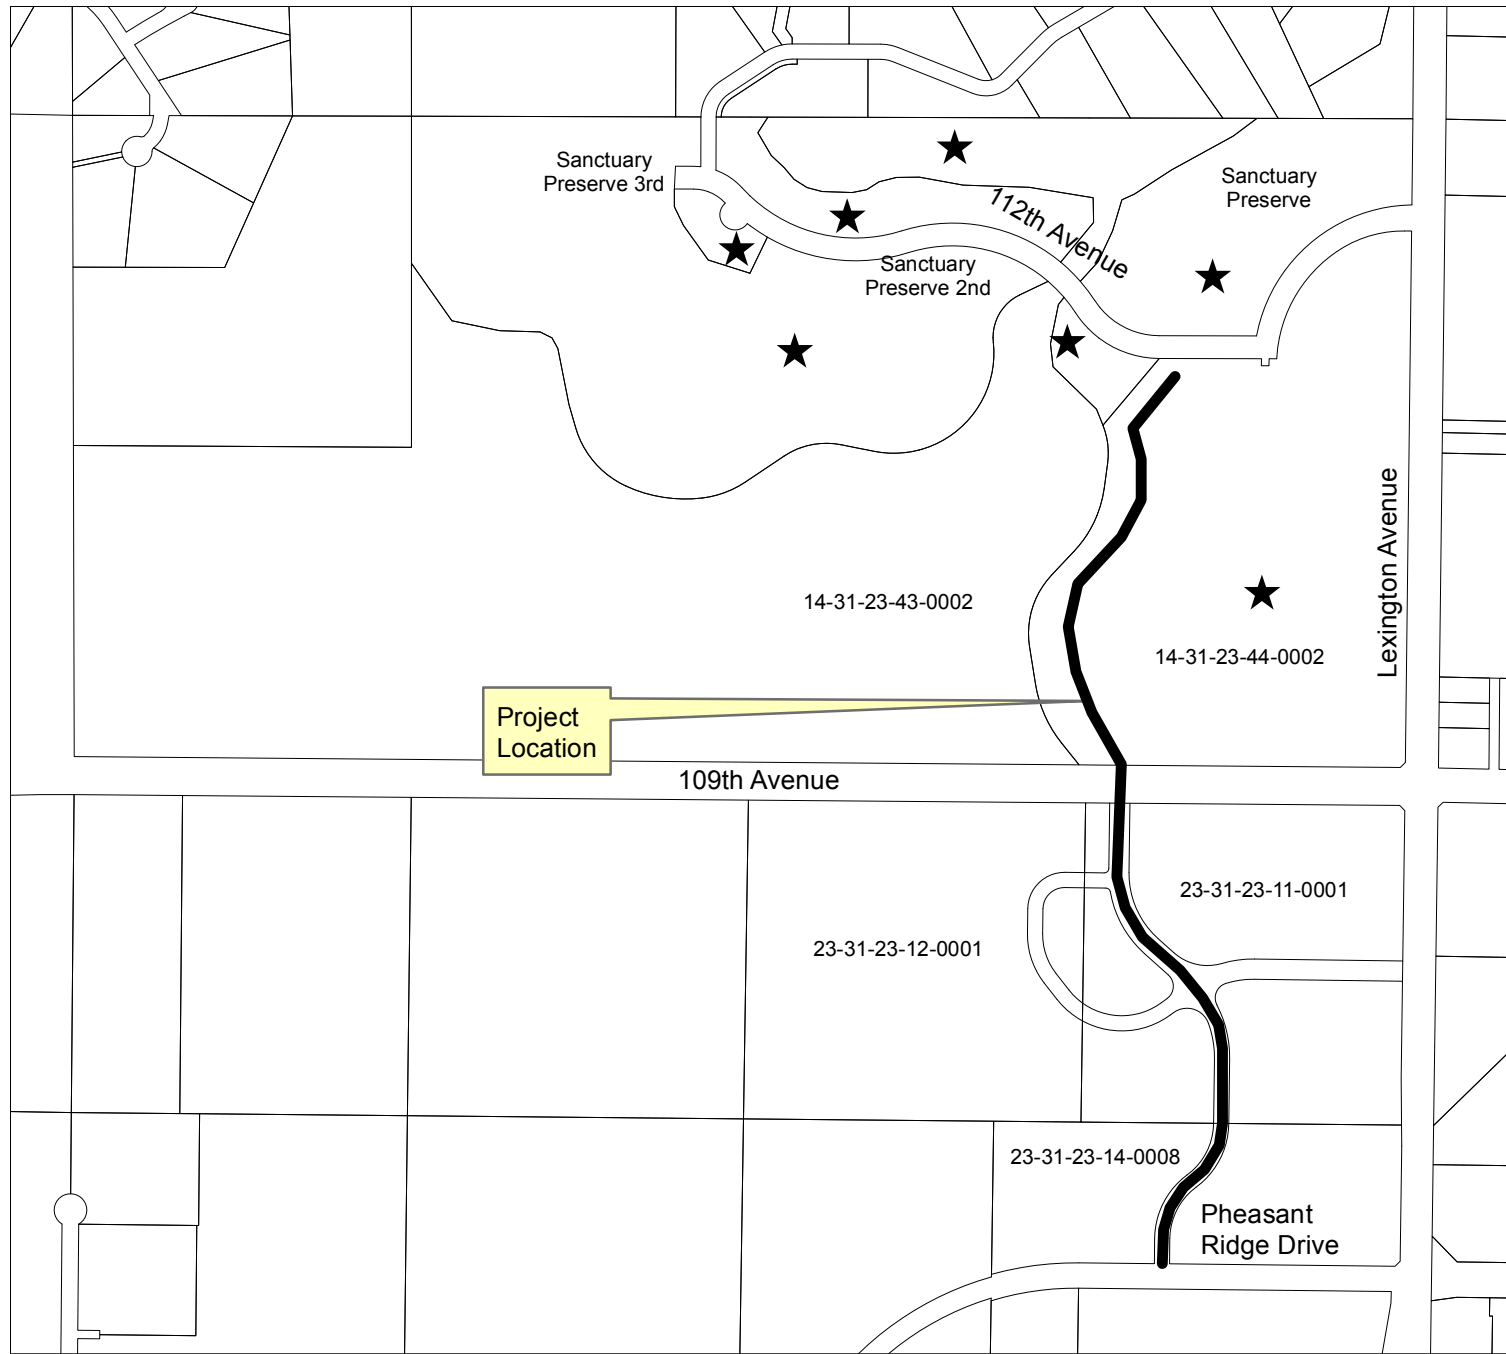 Sanctuary
Preserve 3rd
Sanctuary
Preserve
112th Avenue
Sanctuary
Preserve 2nd
Lexington Avenue
14-31-23-43-0002
14-31-23-44-0002
Project
Location
109th Avenue
23-31-23-11-0001
23-31-23-12-0001
23-31-23-14-0008
Pheasant
Ridge Drive